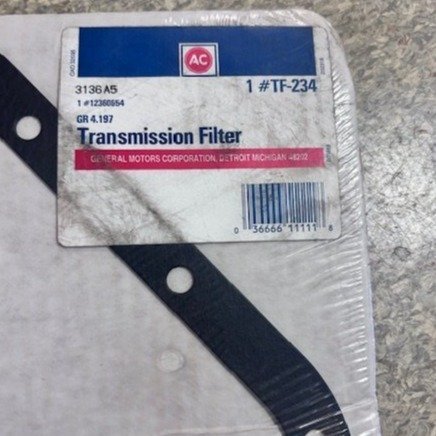 AC
3136A5
1 #TF-234
1 #12360554
GR 4.197
Transmission Filter
GENERAL MOTORS CORPORATION, DETROIT MICHIGAN 48202
0 36666 11111 8